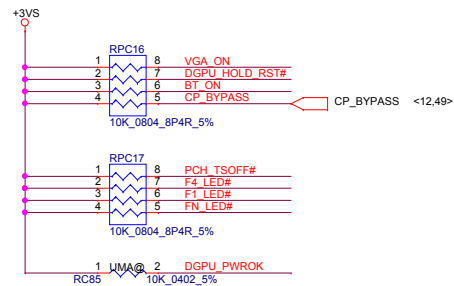 +3VS
RPC16
1 8 VGA_ON
2 7 DGPU_HOLD_RST#
3 6 BT_ON
4 5 CP_BYPASS CP_BYPASS <12,49>
10K_0804_8P4R_5%
RPC17
1 8 PCH_TSOFF#
2 7 F4_LED#
3 6 F1_LED#
4 5 FN_LED#
10K_0804_8P4R_5%
1 UMA@ 2 DGPU_PWROK
RC85 10K_0402_5%